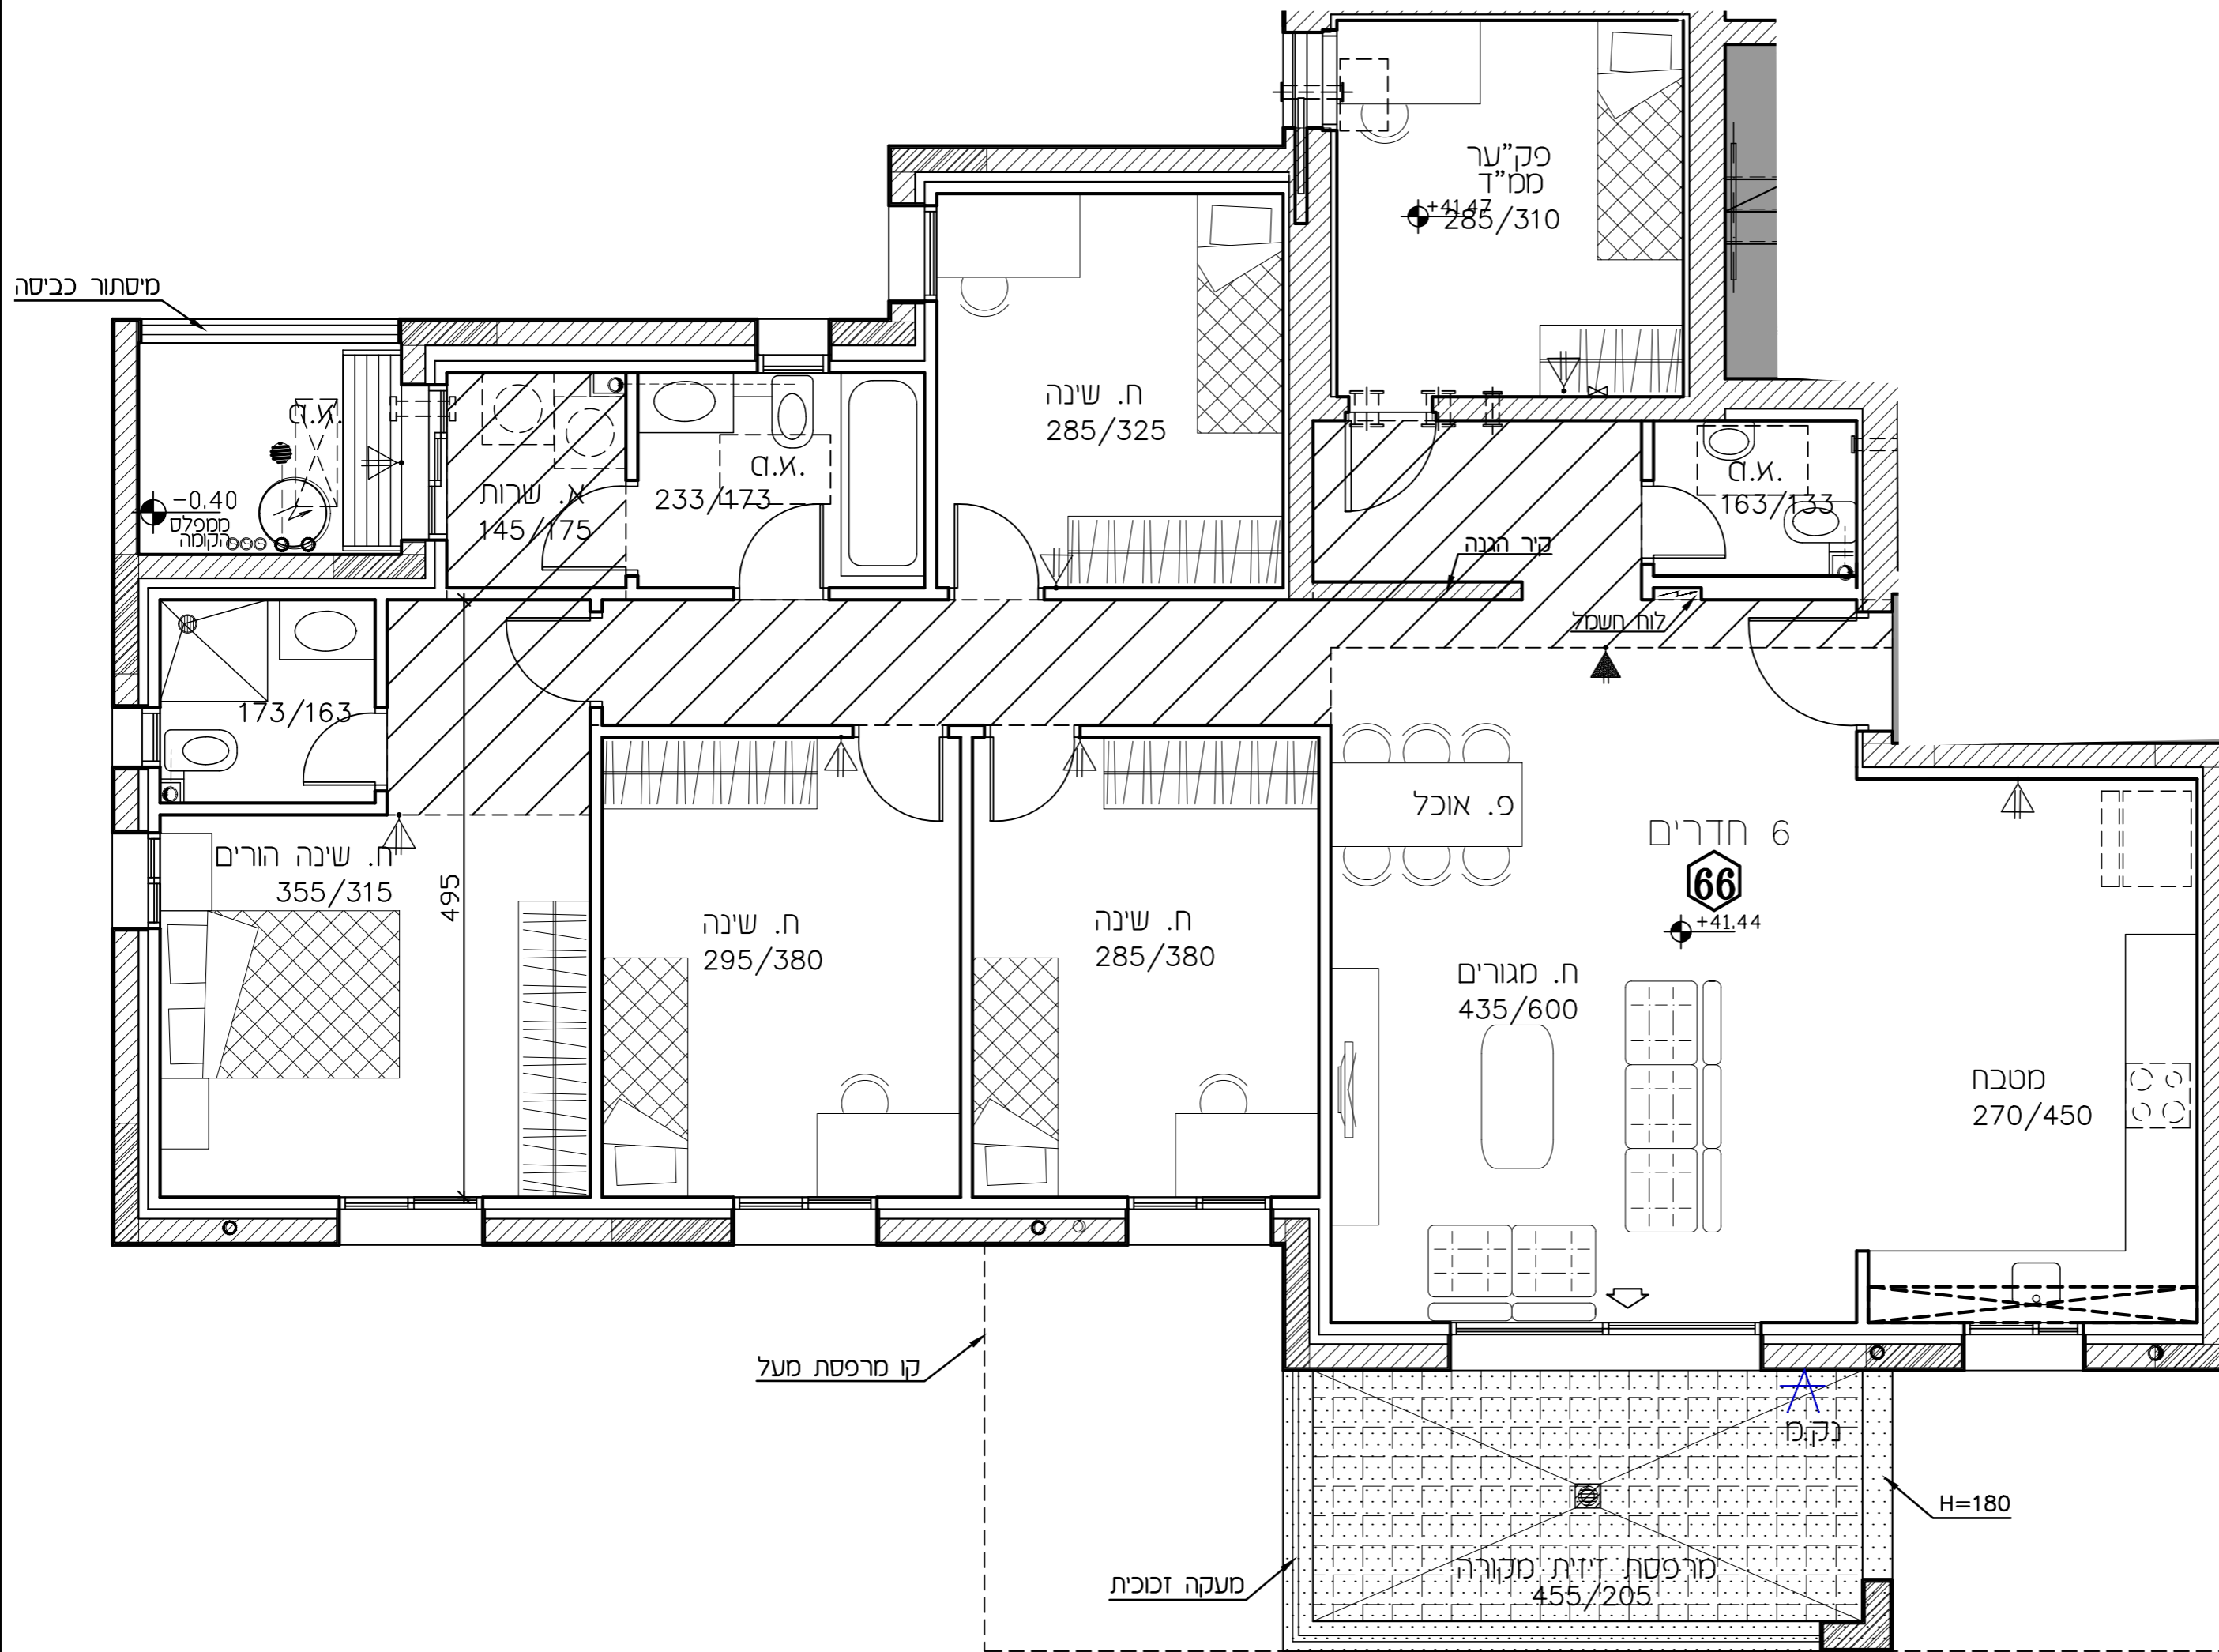 פק"ער
ממ"ד
+41.47
285/310
מיסתור כביסה
ח. שינה
285/325
א.מ.
-0.40
ממפלס
הקומה
א. שרות
145/175
א.מ.
233/173
א.מ.
163/133
קיר הגנה
לוח חשמל
173/163
ח. שינה הורים
355/315
495
ח. שינה
295/380
ח. שינה
285/380
פ. אוכל
6 חדרים
66
+41.44
ח. מגורים
435/600
מטבח
270/450
קו מרפסת מעל
נק.מ
H=180
מרפסת זיזית מקורה
455/205
מעקה זכוכית